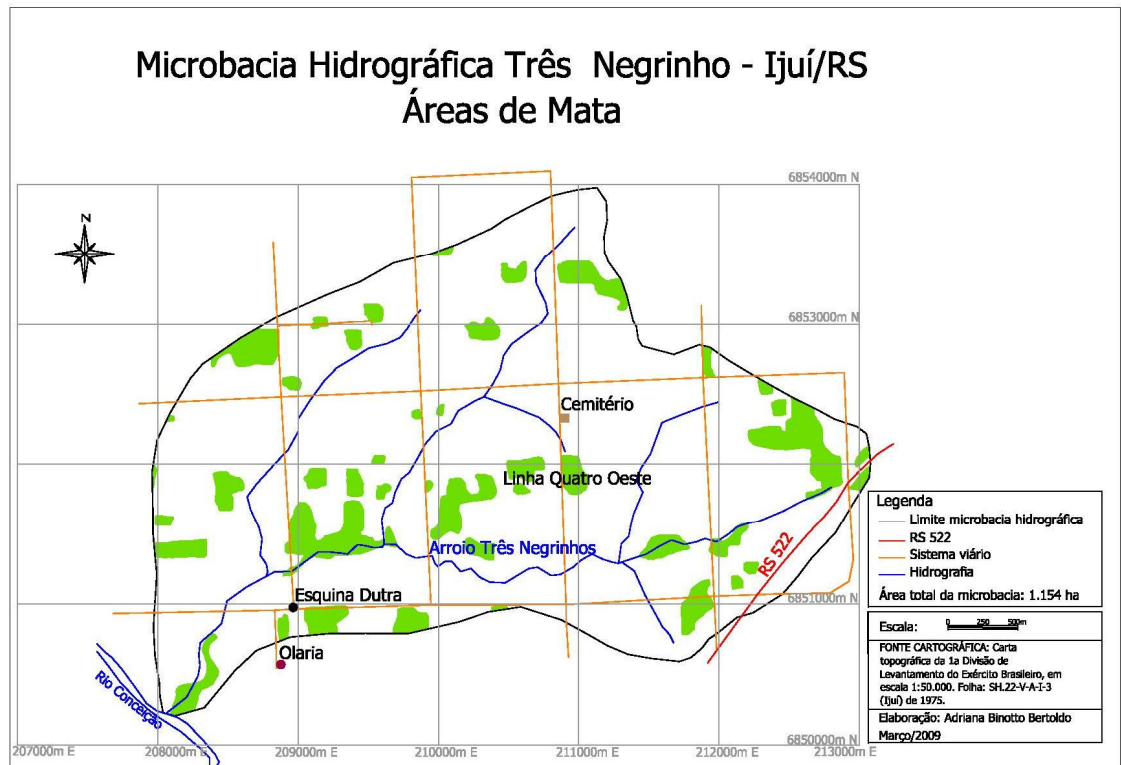 Microbacia Hidrográfica Três Negrinho - Ijuí/RS
Áreas de Mata
6854000m N
N
6853000m N
Cemitério
Linha Quatro Oeste
Arroio Três Negrinhos
RS 522
Esquina Dutra
6851000m N
Olaria
Rio Conceição
6850000m N
207000m E
208000m E
209000m E
210000m E
211000m E
212000m E
213000m E
Legenda
Limite microbacia hidrográfica
RS 522
Sistema viário
Hidrografia
Área total da microbacia: 1.154 ha
Escala: 0 250 500m
FONTE CARTOGRÁFICA: Carta
topográfica da 1a Divisão de
Levantamento do Exército Brasileiro, em
escala 1:50.000. Folha: SH.22-V-A-I-3
(Ijuí) de 1975.
Elaboração: Adriana Binotto Bertoldo
Março/2009